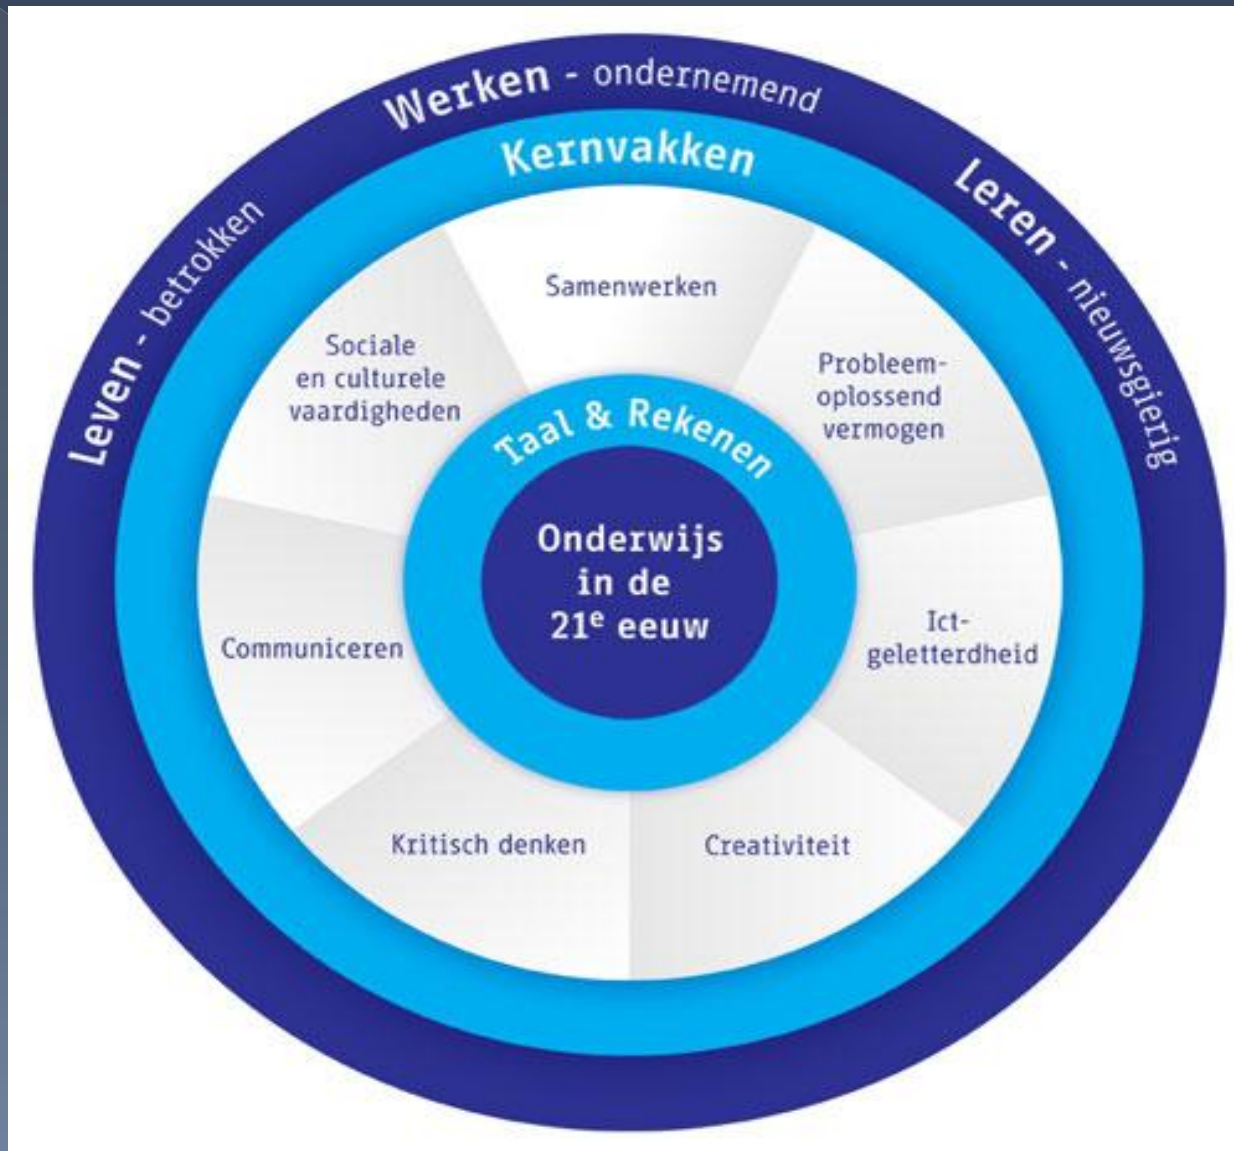 Werken - ondernemend
Leven - betrokken
Leren - nieuwsgierig
Kernvakken
Samenwerken
Sociale
en culturele
vaardigheden
Probleem-
oplossend
vermogen
Taal & Rekenen
Onderwijs
in de
21e eeuw
Communiceren
Ict-
geletterdheid
Kritisch denken
Creativiteit